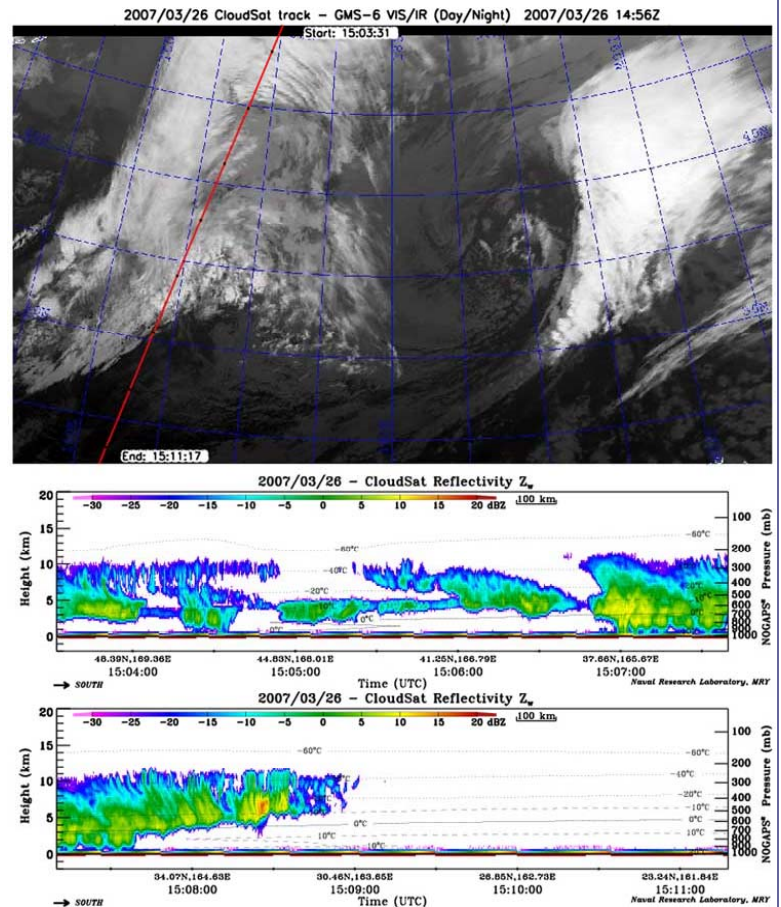 2007/03/26 CloudSat track - GMS-6 VIS/IR (Day/Night) 2007/03/26 14:56Z
Start: 15:03:31
End: 15:11:17
2007/03/26 - CloudSat Reflectivity Zw
-30 -25 -20 -15 -10 -5 0 5 10 15 20 dBZ 100 km
Height (km)
20
15
10
5
0
-60°C -60°C
-40°C
-20°C
0°C
NOGAPS* Pressure (mb)
100
200
300
400
500
600
700
800
900
1000
44.83N,168.01E 41.25N,166.79E 37.66N,165.67E
15:04:00 15:05:00 15:06:00 15:07:00
→ SOUTH Time (UTC) Naval Research Laboratory, MRY
2007/03/26 - CloudSat Reflectivity Zw
-30 -25 -20 -15 -10 -5 0 5 10 15 20 dBZ 100 km
Height (km)
20
15
10
5
0
-60°C -60°C
-40°C
-20°C
-10°C
0°C 0°C
10°C 10°C
NOGAPS* Pressure (mb)
100
200
300
400
500
600
700
800
900
1000
34.07N,164.63E 30.46N,163.65E 26.85N,162.73E 23.24N,161.84E
15:08:00 15:09:00 15:10:00 15:11:00
→ SOUTH Time (UTC) Naval Research Laboratory, MRY